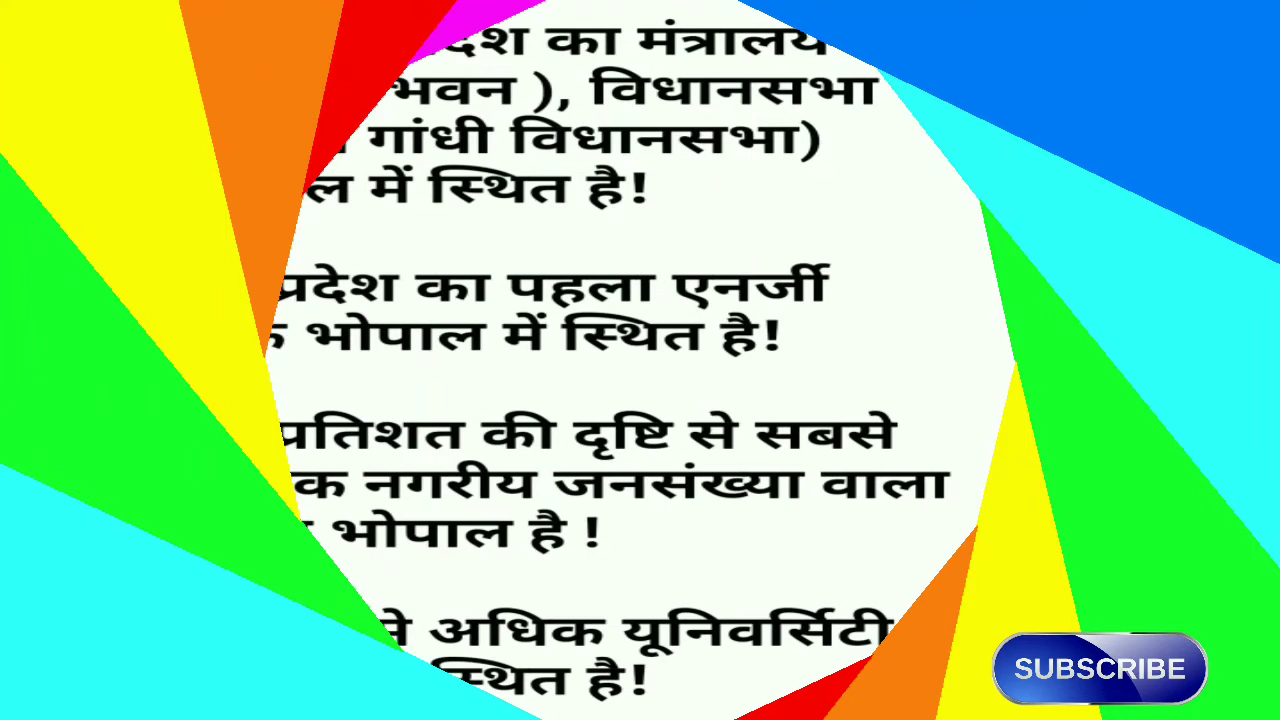 का मंत्रालय
भवन ), विधानसभा
गांधी विधानसभा)
में स्थित है!
प्रदेश का पहला एनर्जी
भोपाल में स्थित है!
प्रतिशत की दृष्टि से सबसे
नगरीय जनसंख्या वाला
भोपाल है !
अधिक यूनिवर्सिटी
स्थित है!
SUBSCRIBE